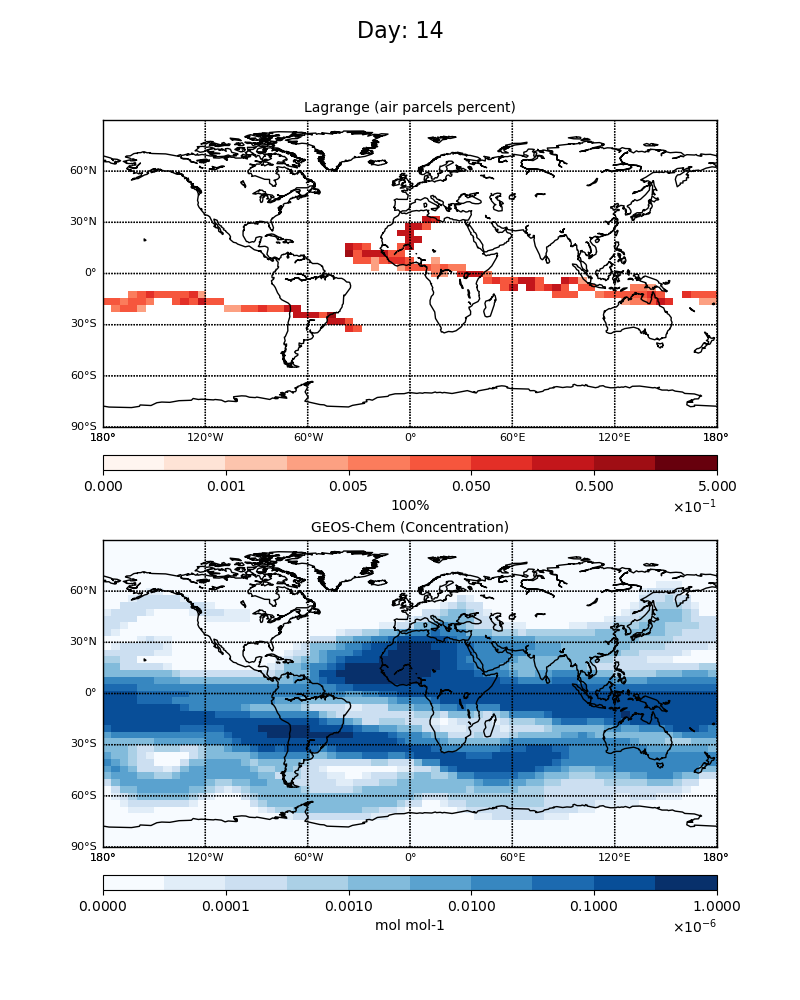 Day: 14
Lagrange (air parcels percent)
60°N
30°N
0°
30°S
60°S
90°S
180° 120°W 60°W 0° 60°E 120°E 180°
0.000 0.001 0.005 0.050 0.500 5.000
100% ×10⁻¹
GEOS-Chem (Concentration)
60°N
30°N
0°
30°S
60°S
90°S
180° 120°W 60°W 0° 60°E 120°E 180°
0.0000 0.0001 0.0010 0.0100 0.1000 1.0000
mol mol-1 ×10⁻⁶